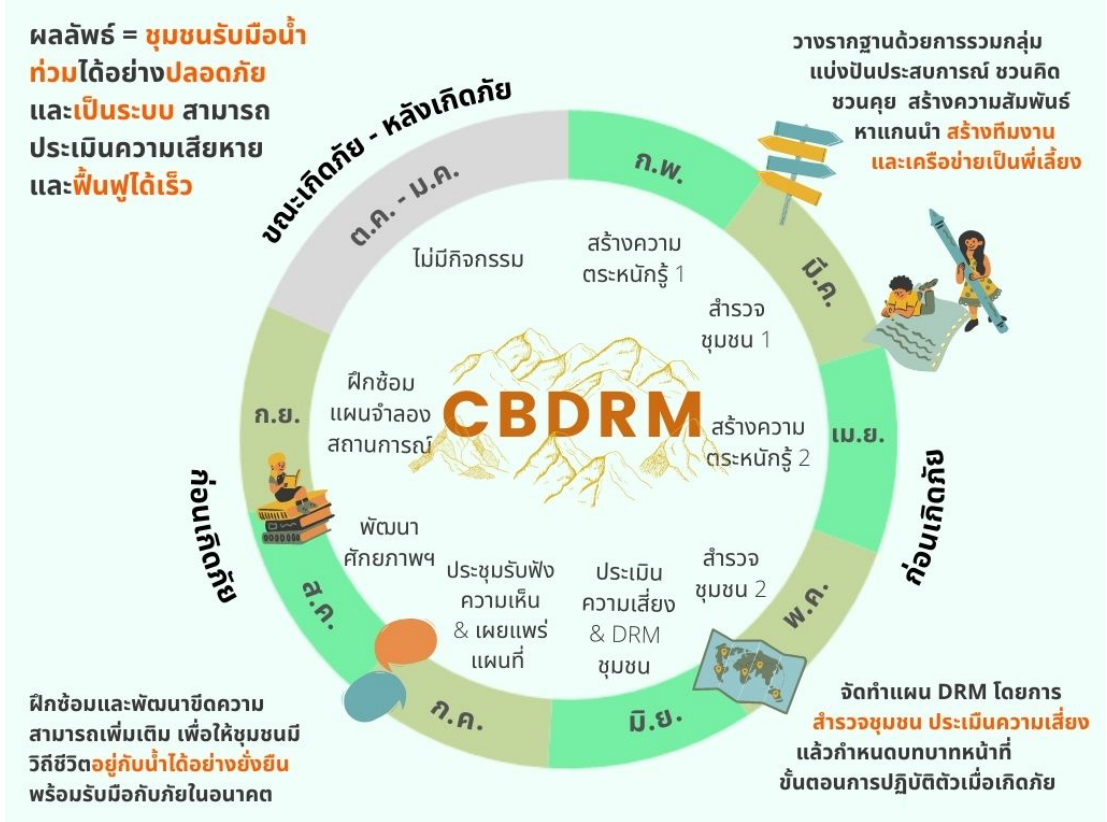 ผลลัพธ์ = ชุมชนรับมือน้ำ
ท่วมได้อย่างปลอดภัย
และเป็นระบบ สามารถ
ประเมินความเสียหาย
และฟื้นฟูได้เร็ว
วางรากฐานด้วยการรวมกลุ่ม
แบ่งปันประสบการณ์ ชวนคิด
ชวนคุย สร้างความสัมพันธ์
หาแกนนำ สร้างทีมงาน
และเครือข่ายเป็นพี่เลี้ยง
ขณะเกิดภัย - หลังเกิดภัย
ต.ค. - ม.ค.
ไม่มีกิจกรรม
ก.พ.
สร้างความ
ตระหนักรู้ 1
มี.ค.
สำรวจ
ชุมชน 1
เม.ย.
สร้างความ
ตระหนักรู้ 2
ก่อนเกิดภัย
พ.ค.
สำรวจ
ชุมชน 2
มิ.ย.
ประเมิน
ความเสี่ยง
& DRM
ชุมชน
ก.ค.
ประชุมรับฟัง
ความเห็น
& เผยแพร่
แผนที่
ส.ค.
พัฒนา
ศักยภาพฯ
ก.ย.
ฝึกซ้อม
แผนจำลอง
สถานการณ์
ก่อนเกิดภัย
CBDRM
ฝึกซ้อมและพัฒนาขีดความ
สามารถเพิ่มเติม เพื่อให้ชุมชนมี
วิถีชีวิตอยู่กับน้ำได้อย่างยั่งยืน
พร้อมรับมือกับภัยในอนาคต
จัดทำแผน DRM โดยการ
สำรวจชุมชน ประเมืนความเสี่ยง
แล้วกำหนดบทบาทหน้าที่
ขั้นตอนการปฏิบัติตัวเมื่อเกิดภัย